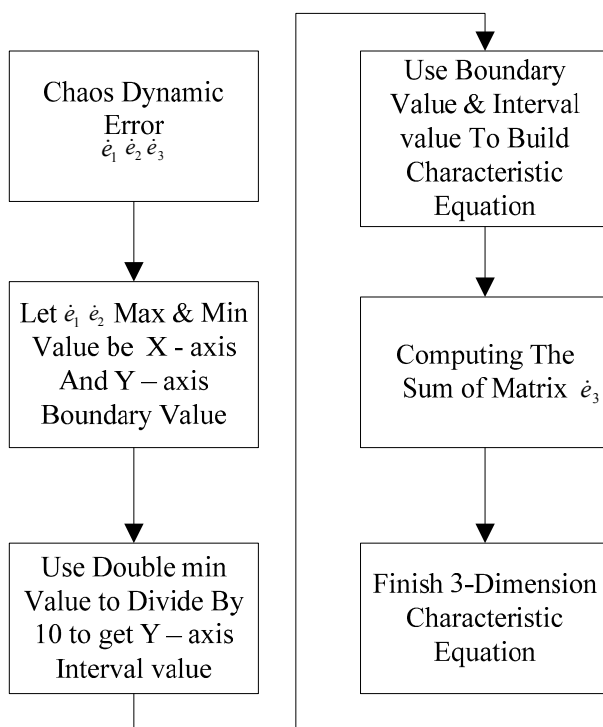 Chaos Dynamic
Error
ė₁ ė₂ ė₃
Let ė₁ ė₂ Max & Min
Value be X - axis
And Y – axis
Boundary Value
Use Double min
Value to Divide By
10 to get Y – axis
Interval value
Use Boundary
Value & Interval
value To Build
Characteristic
Equation
Computing The
Sum of Matrix ė₃
Finish 3-Dimension
Characteristic
Equation